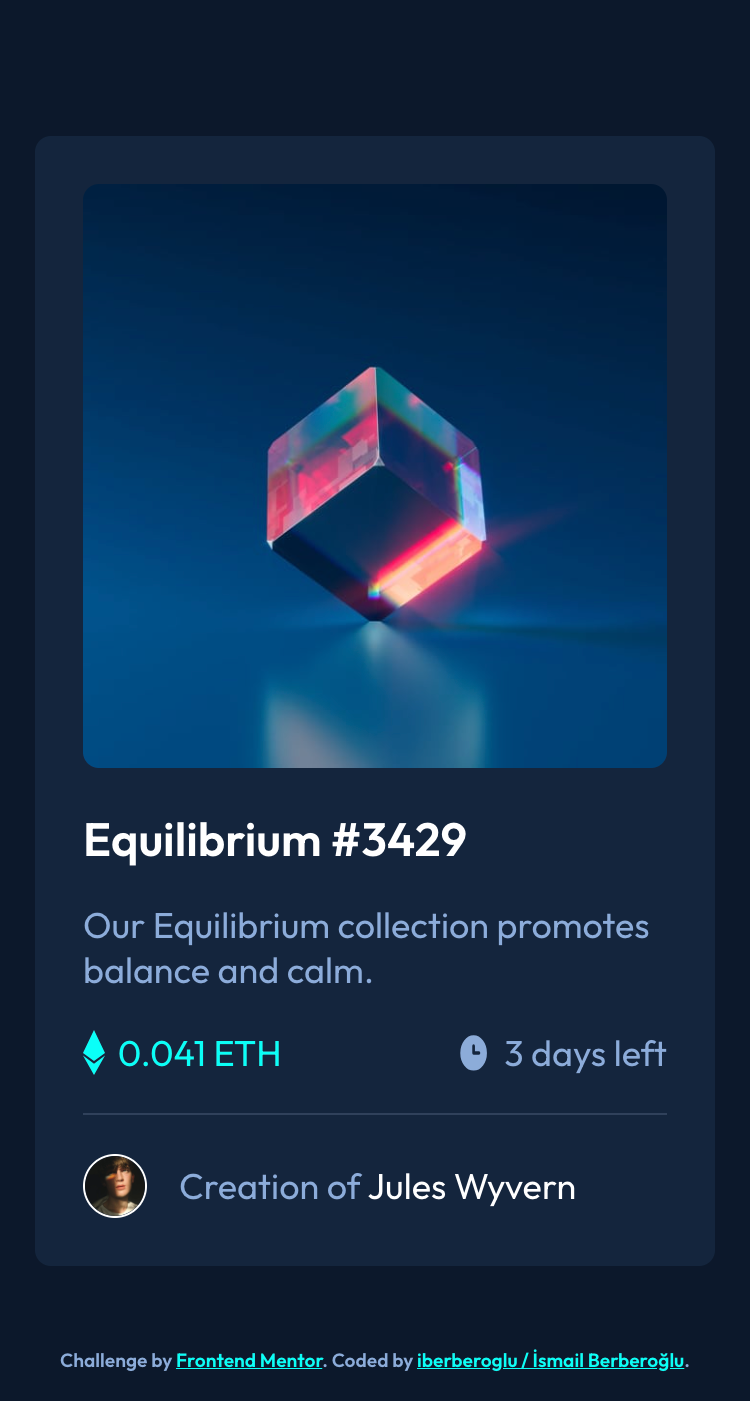 Equilibrium #3429
Our Equilibrium collection promotes
balance and calm.
0.041 ETH
3 days left
Creation of Jules Wyvern
Challenge by Frontend Mentor. Coded by iberberoglu / İsmail Berberoğlu.